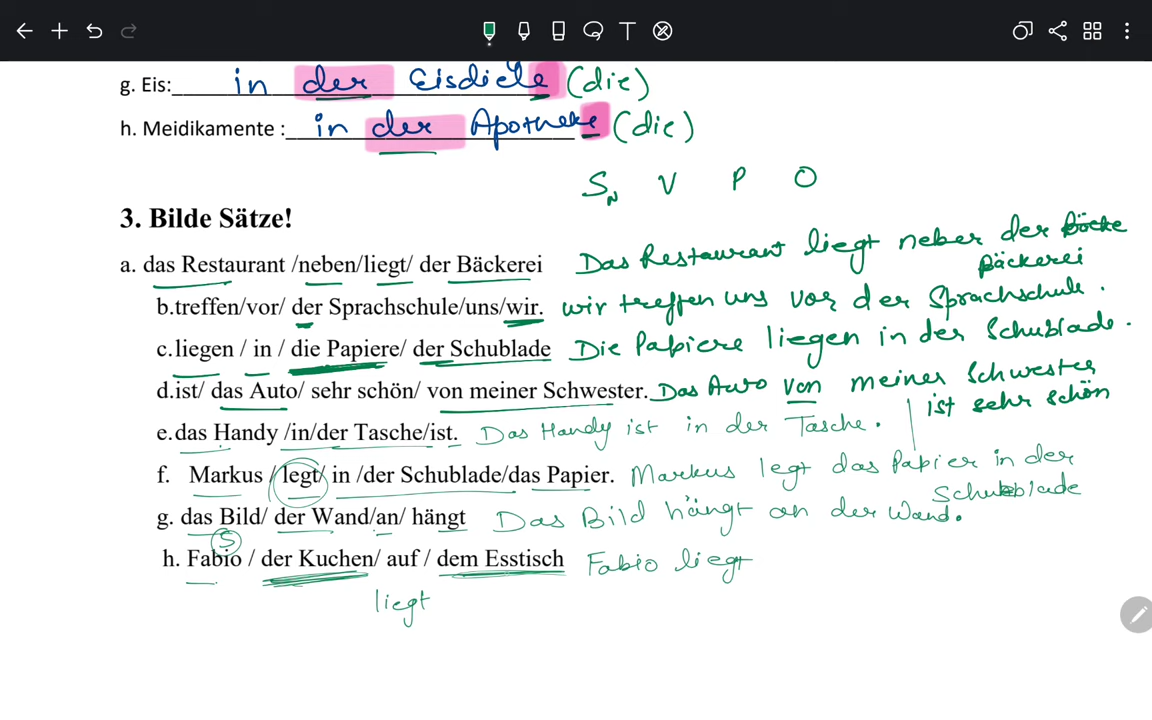 g. Eis: in der Eisdiele (die)
h. Meidikamente : in der Apotheke (die)
S N V P O
3. Bilde Sätze!
a. das Restaurant /neben/liegt/ der Bäckerei Das Restaurant liegt neber der
Bäckerei
b.treffen/vor/ der Sprachschule/uns/wir. wir treffen uns vor der Sprachschule.
c.liegen / in / die Papiere/ der Schublade Die Papiere liegen in der Schublade.
d.ist/ das Auto/ sehr schön/ von meiner Schwester. Das Auto von meiner Schwester
ist sehr schön
e.das Handy /in/der Tasche/ist. Das Handy ist in der Tasche.
f. Markus / legt/ in /der Schublade/das Papier. Markus legt das Papier in der
Schublade
g. das Bild/ der Wand/an/ hängt Das Bild hängt an der Wand.
S
h. Fabio / der Kuchen/ auf / dem Esstisch Fabio liegt
liegt